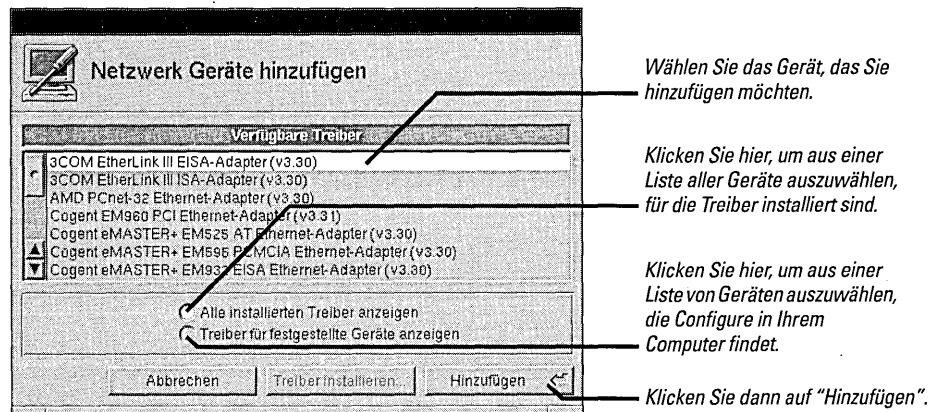 Netzwerk Geräte hinzufügen
Verfügbare Treiber
3COM EtherLink III EISA-Adapter (v3.30)
3COM EtherLink III ISA-Adapter (v3.30)
AMD PCnet-32 Ethernet-Adapter (v3.30)
Cogent EM960 PCI Ethernet-Adapter (v3.31)
Cogent eMASTER+ EM525 AT Ethernet-Adapter (v3.30)
Cogent eMASTER+ EM595 PCMCIA Ethernet-Adapter (v3.30)
Cogent eMASTER+ EM932 EISA Ethernet-Adapter (v3.30)
Alle installierten Treiber anzeigen
Treiber für festgestellte Geräte anzeigen
Abbrechen
Treiber installieren...
Hinzufügen
Wählen Sie das Gerät, das Sie
hinzufügen möchten.
Klicken Sie hier, um aus einer
Liste aller Geräte auszuwählen,
für die Treiber installiert sind.
Klicken Sie hier, um aus einer
Liste von Geräten auszuwählen,
die Configure in Ihrem
Computer findet.
Klicken Sie dann auf "Hinzufügen".